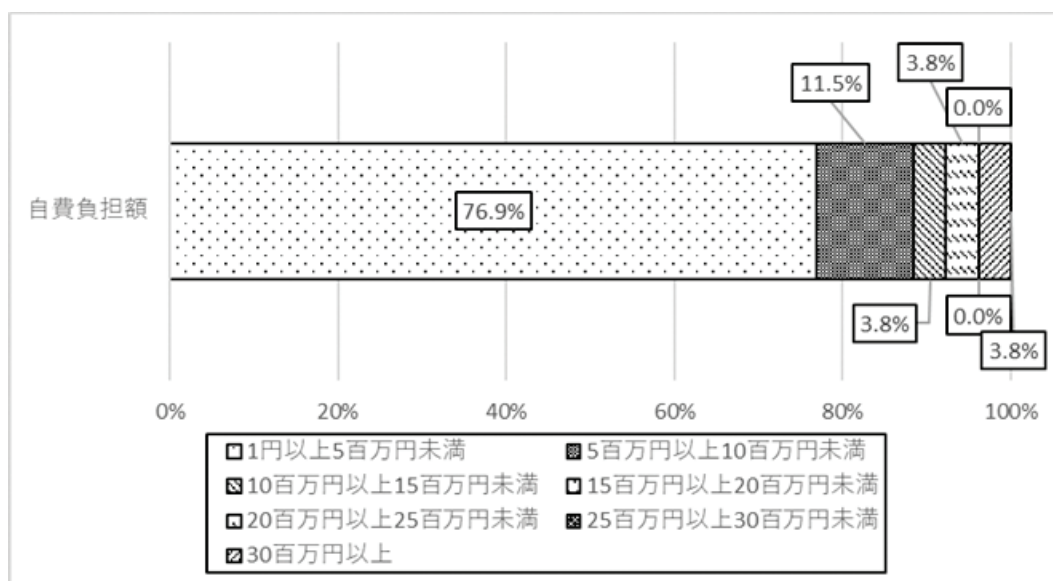 3.8%
11.5%
0.0%
自費負担額
76.9%
3.8%
0.0%
3.8%
0% 20% 40% 60% 80% 100%
1円以上5百万円未満 5百万円以上10百万円未満
10百万円以上15百万円未満 15百万円以上20百万円未満
20百万円以上25百万円未満 25百万円以上30百万円未満
30百万円以上